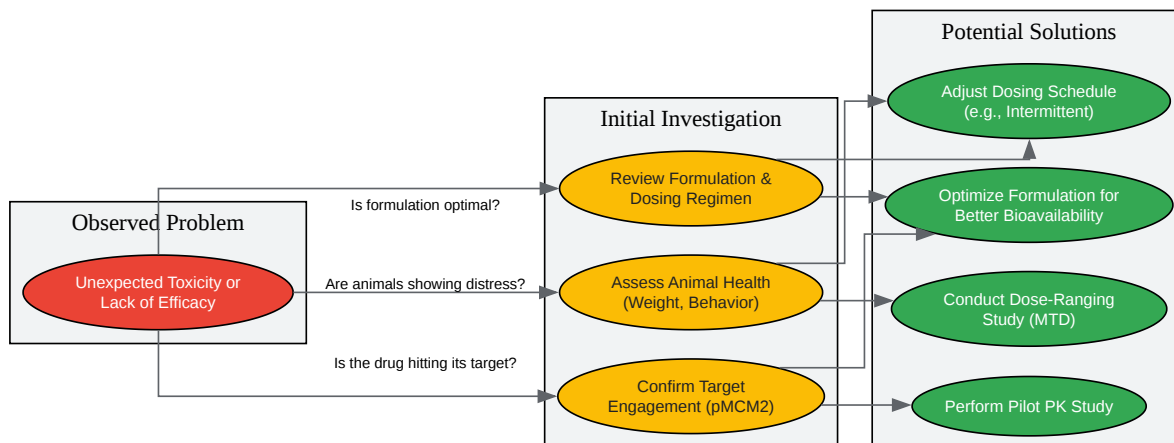 Potential Solutions
Adjust Dosing Schedule
(e.g., Intermittent)
Initial Investigation
Review Formulation &
Dosing Regimen
Optimize Formulation for
Better Bioavailability
Is formulation optimal?
Observed Problem
Unexpected Toxicity or
Lack of Efficacy
Are animals showing distress?
Assess Animal Health
(Weight, Behavior)
Conduct Dose-Ranging
Study (MTD)
Is the drug hitting its target?
Confirm Target
Engagement (pMCM2)
Perform Pilot PK Study